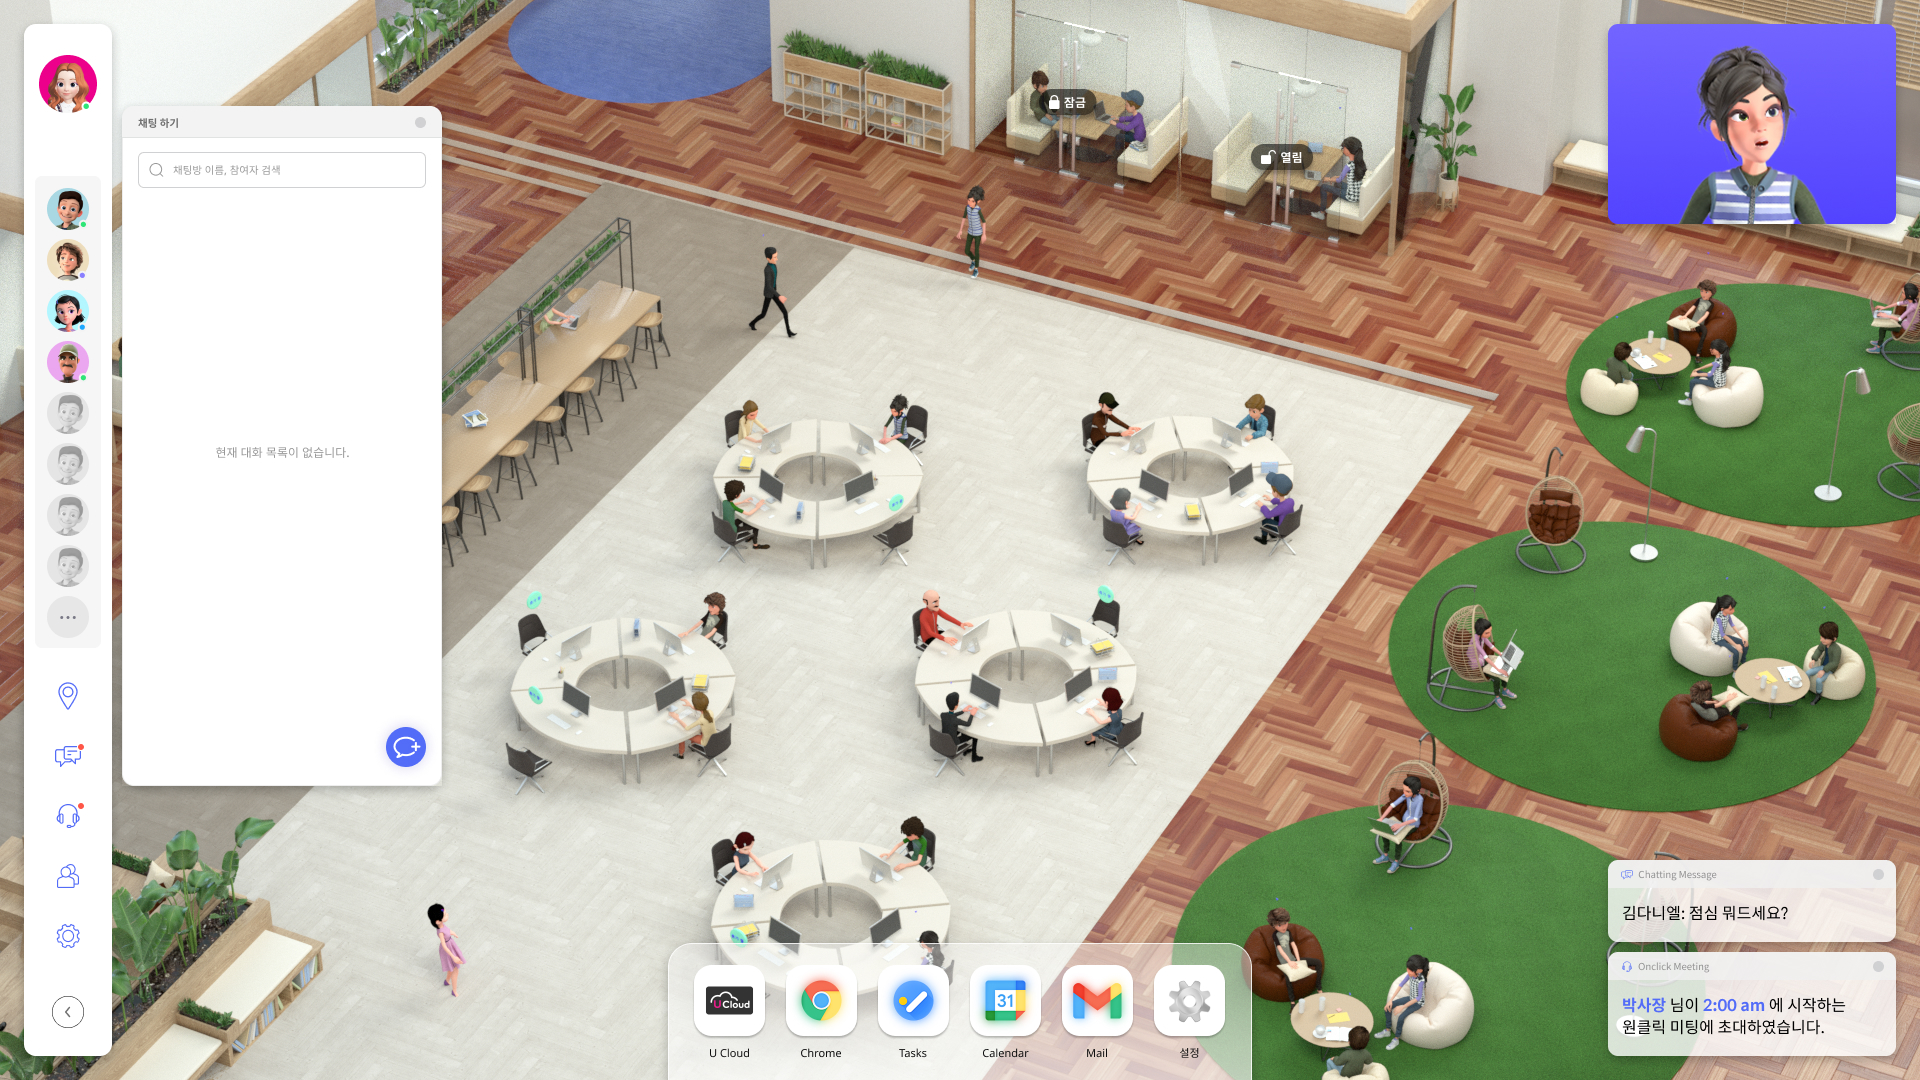 채팅 하기
채팅방 이름, 참여자 검색
현재 대화 목록이 없습니다.
잠금
열림
Chatting Message
김다니엘: 점심 뭐드세요?
Onclick Meeting
박사장 님이 2:00 am 에 시작하는
원클릭 미팅에 초대하였습니다.
UCloud
31
U Cloud
Chrome
Tasks
Calendar
Mail
설정